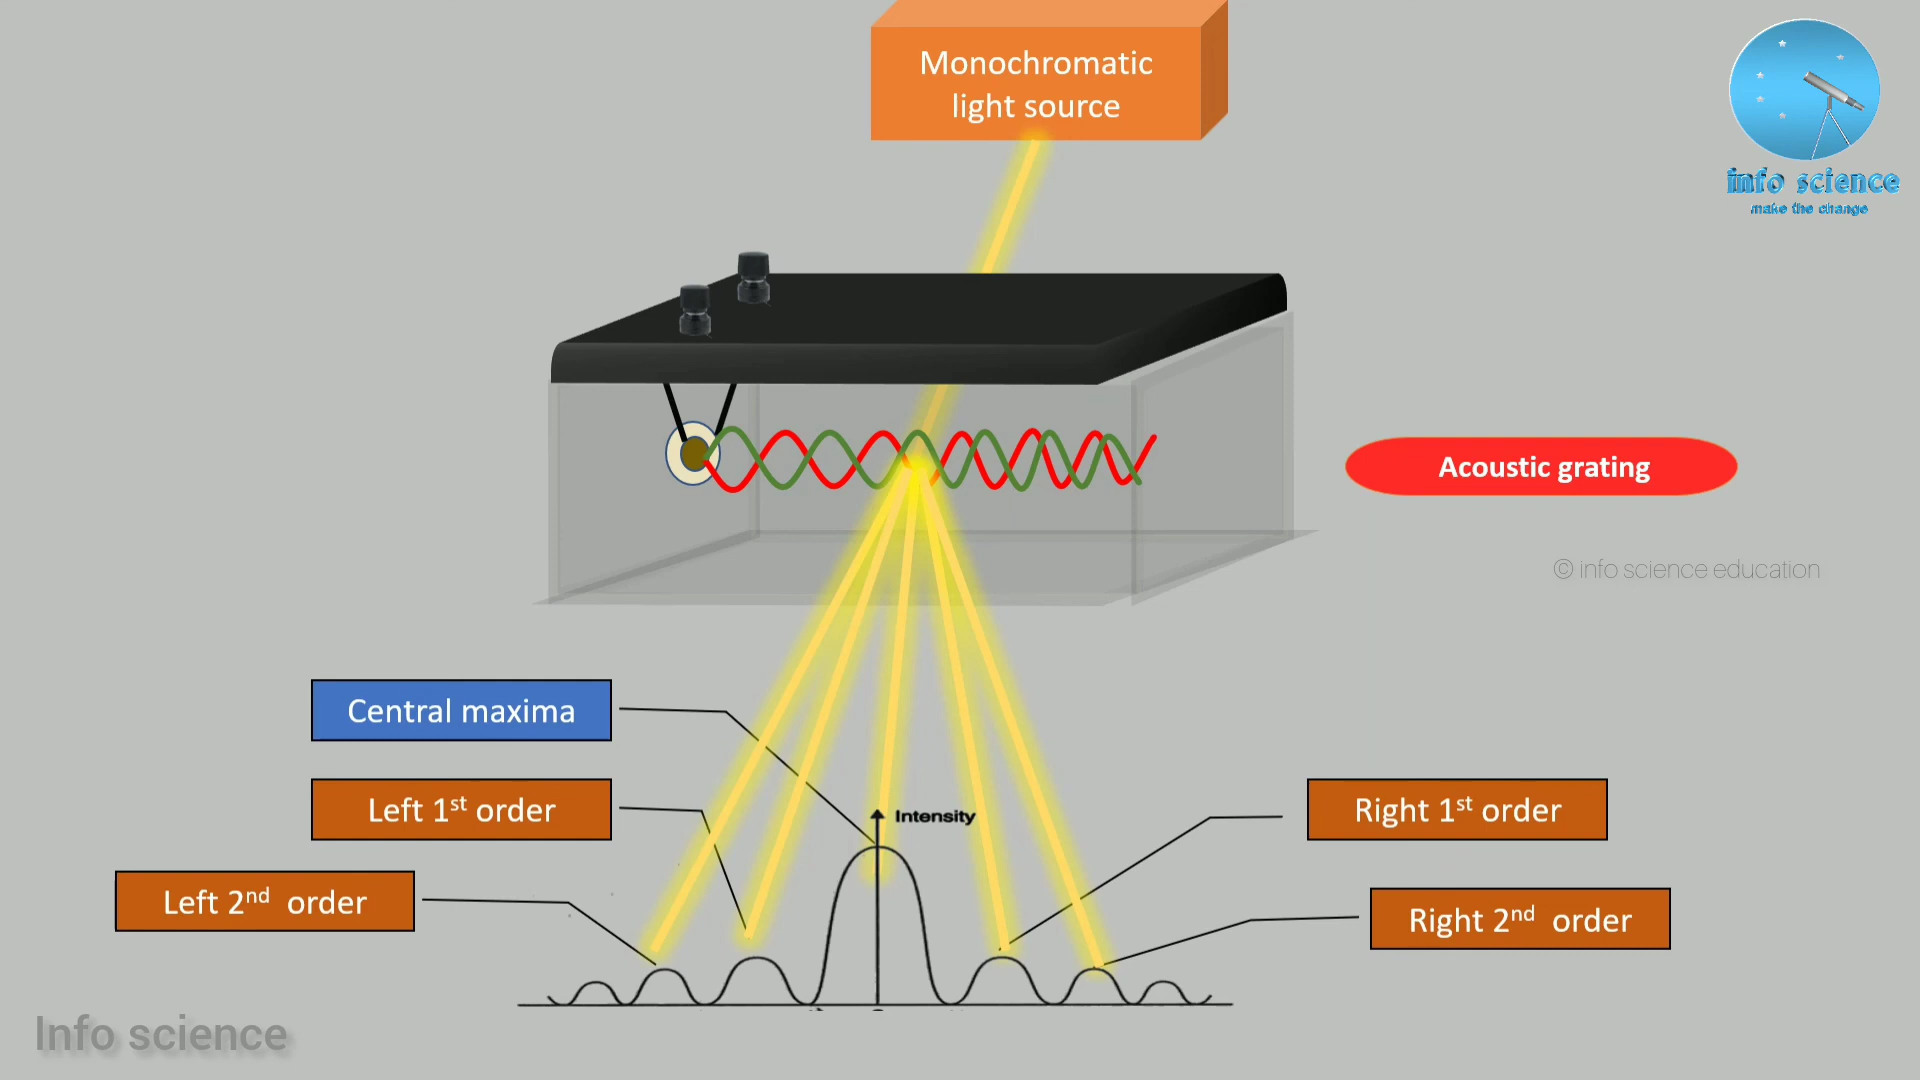 Monochromatic
light source
info science
make the change
Acoustic grating
© info science education
Central maxima
Left 1st order
Intensity
Right 1st order
Left 2nd order
Right 2nd order
Info science